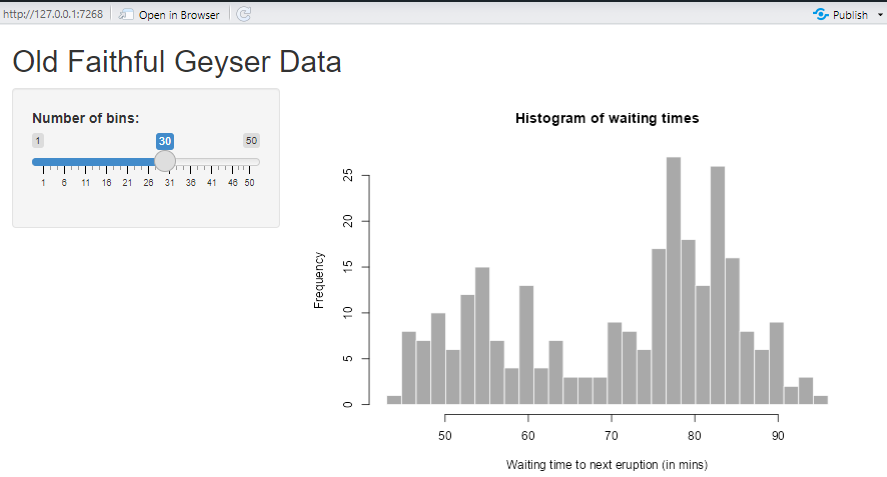 http://127.0.0.1:7268 Open in Browser Publish
Old Faithful Geyser Data
Number of bins:
1 30 50
1 6 11 16 21 26 31 36 41 46 50
Histogram of waiting times
Frequency
25
20
15
10
5
0
50 60 70 80 90
Waiting time to next eruption (in mins)